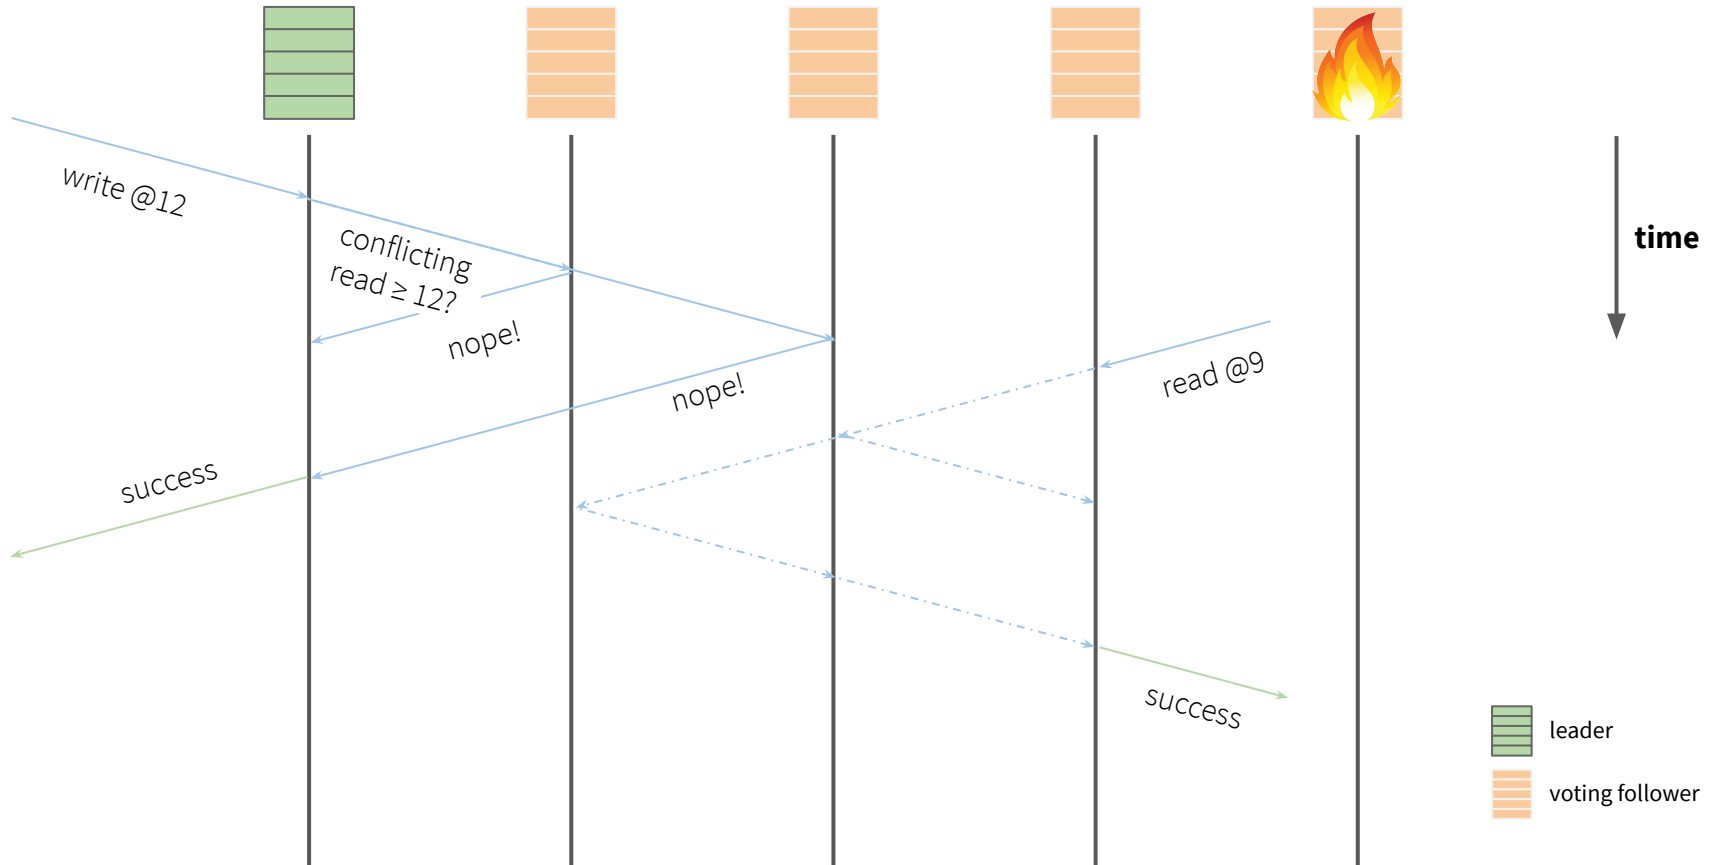 write @12
conflicting
read ≥ 12?
nope!
nope!
read @9
success
success
time
leader
voting follower